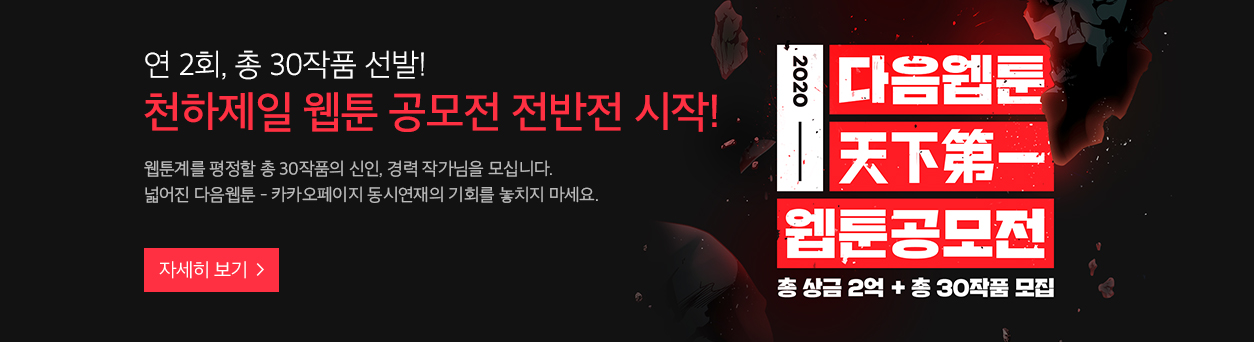 연 2회, 총 30작품 선발!
천하제일 웹툰 공모전 전반전 시작!
웹툰계를 평정할 총 30작품의 신인, 경력 작가님을 모십니다.
넓어진 다음웹툰 - 카카오페이지 동시연재의 기회를 놓치지 마세요.
자세히 보기 >
2020
다음웹툰
天下第一
웹툰공모전
총 상금 2억 + 총 30작품 모집